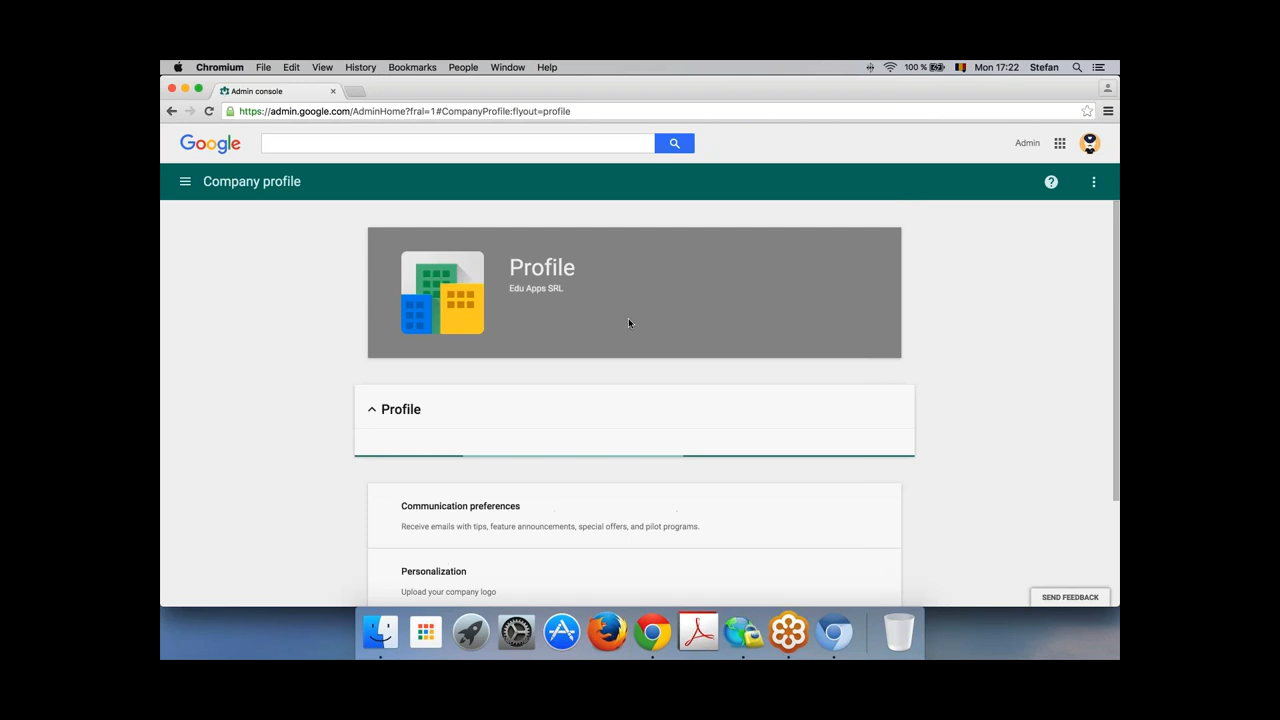 Chromium File Edit View History Bookmarks People Window Help 100 % Mon 17:22 Stefan
Admin console
https://admin.google.com/AdminHome?fral=1#CompanyProfile:flyout=profile
Google Admin
Company profile
Profile
Edu Apps SRL
Profile
Communication preferences
Receive emails with tips, feature announcements, special offers, and pilot programs.
Personalization
Upload your company logo
SEND FEEDBACK